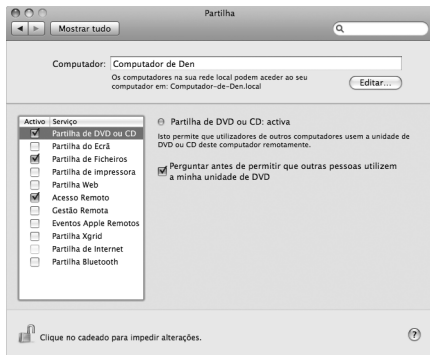 Partilha
Mostrar tudo
Computador: Computador de Den
Os computadores na sua rede local podem aceder ao seu
computador em: Computador-de-Den.local
Editar...
Activo Serviço
Partilha de DVD ou CD
Partilha do Ecrã
Partilha de Ficheiros
Partilha de impressora
Partilha Web
Acesso Remoto
Gestão Remota
Eventos Apple Remotos
Partilha Xgrid
Partilha de Internet
Partilha Bluetooth
Partilha de DVD ou CD: activa
Isto permite que utilizadores de outros computadores usem a unidade de
DVD ou CD deste computador remotamente.
Perguntar antes de permitir que outras pessoas utilizem
a minha unidade de DVD
Clique no cadeado para impedir alterações.
?